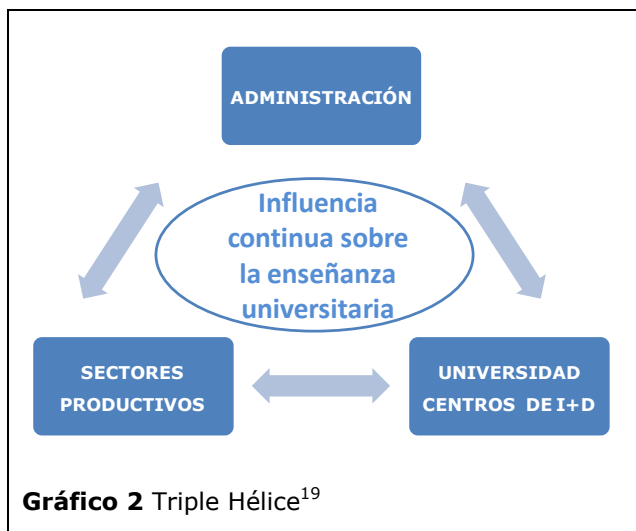 ADMINISTRACIÓN
Influencia
continua sobre
la enseñanza
universitaria
SECTORES
PRODUCTIVOS
UNIVERSIDAD
CENTROS DE I+D
Gráfico 2 Triple Hélice19